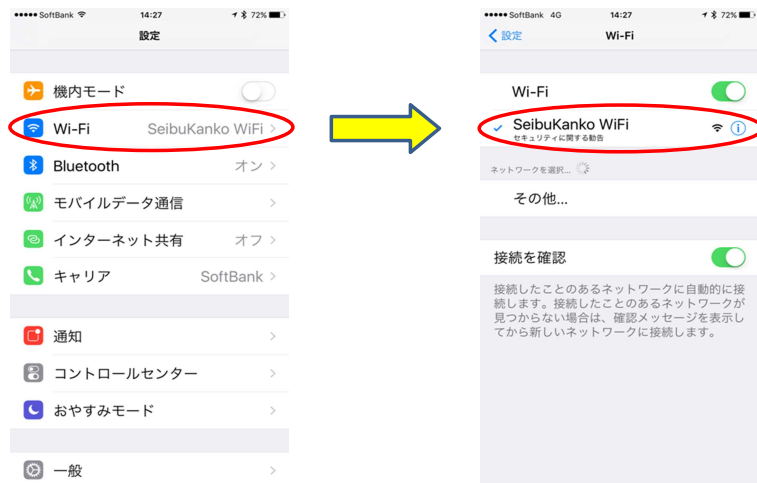 SoftBank 14:27 72%
設定
機内モード
Wi-Fi SeibuKanko WiFi
Bluetooth オン
モバイルデータ通信
インターネット共有 オフ
キャリア SoftBank
通知
コントロールセンター
おやすみモード
一般
SoftBank 4G 14:27 72%
設定 Wi-Fi
Wi-Fi
SeibuKanko WiFi
セキュリティに関する勧告
ネットワークを選択...
その他...
接続を確認
接続したことのあるネットワークに自動的に接
続します。接続したことのあるネットワークが
見つからない場合は、確認メッセージを表示し
てから新しいネットワークに接続します。